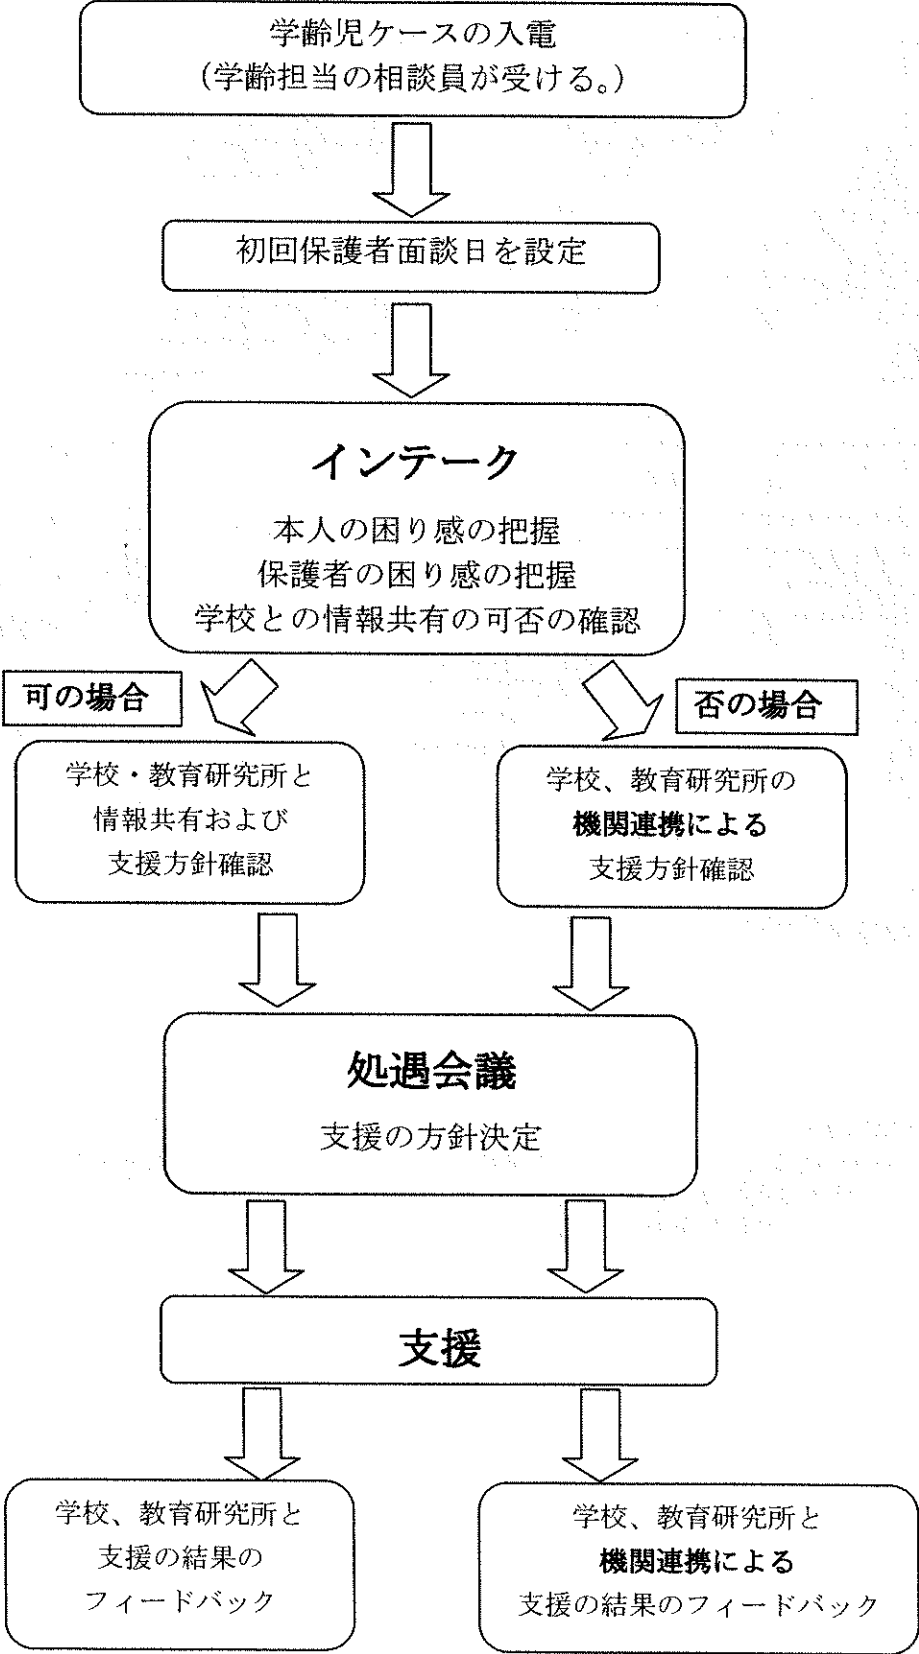 学齢児ケースの入電
(学齢担当の相談員が受ける。)
初回保護者面談日を設定
インテーク
本人の困り感の把握
保護者の困り感の把握
学校との情報共有の可否の確認
可の場合
否の場合
学校・教育研究所と
情報共有および
支援方針確認
学校、教育研究所の
機関連携による
支援方針確認
処遇会議
支援の方針決定
支援
学校、教育研究所と
支援の結果の
フィードバック
学校、教育研究所と
機関連携による
支援の結果のフィードバック